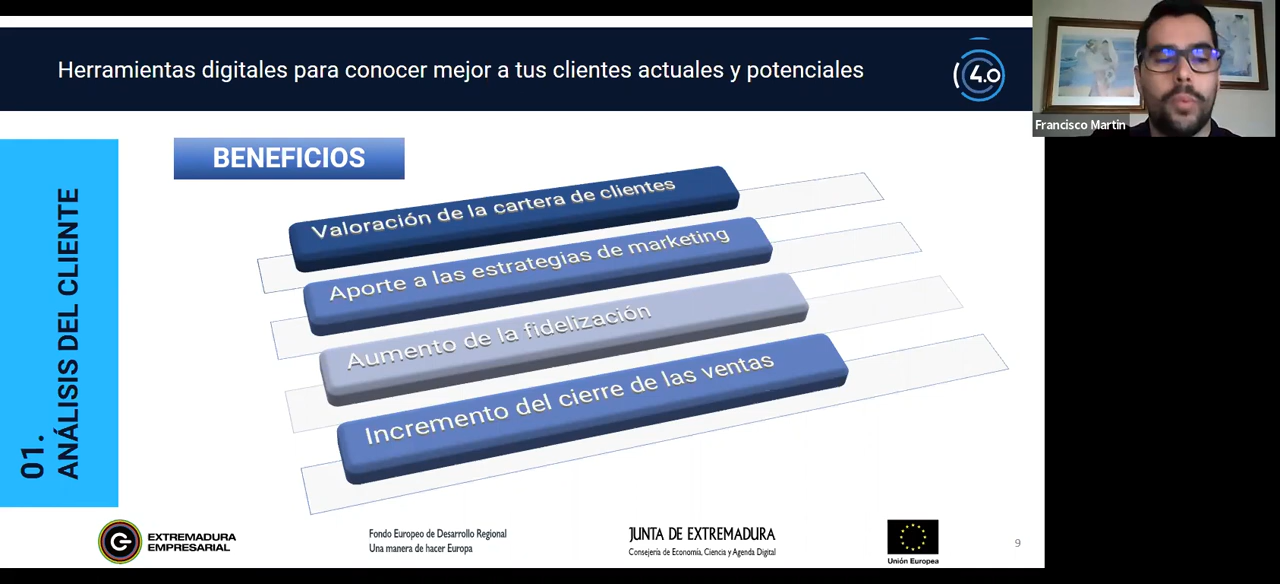 Herramientas digitales para conocer mejor a tus clientes actuales y potenciales
4.0
Francisco Martin
01.
ANÁLISIS DEL CLIENTE
BENEFICIOS
Valoración de la cartera de clientes
Aporte a las estrategias de marketing
Aumento de la fidelización
Incremento del cierre de las ventas
EXTREMADURA
EMPRESARIAL
Fondo Europeo de Desarrollo Regional
Una manera de hacer Europa
JUNTA DE EXTREMADURA
Consejería de Economía, Ciencia y Agenda Digital
Unión Europea
9